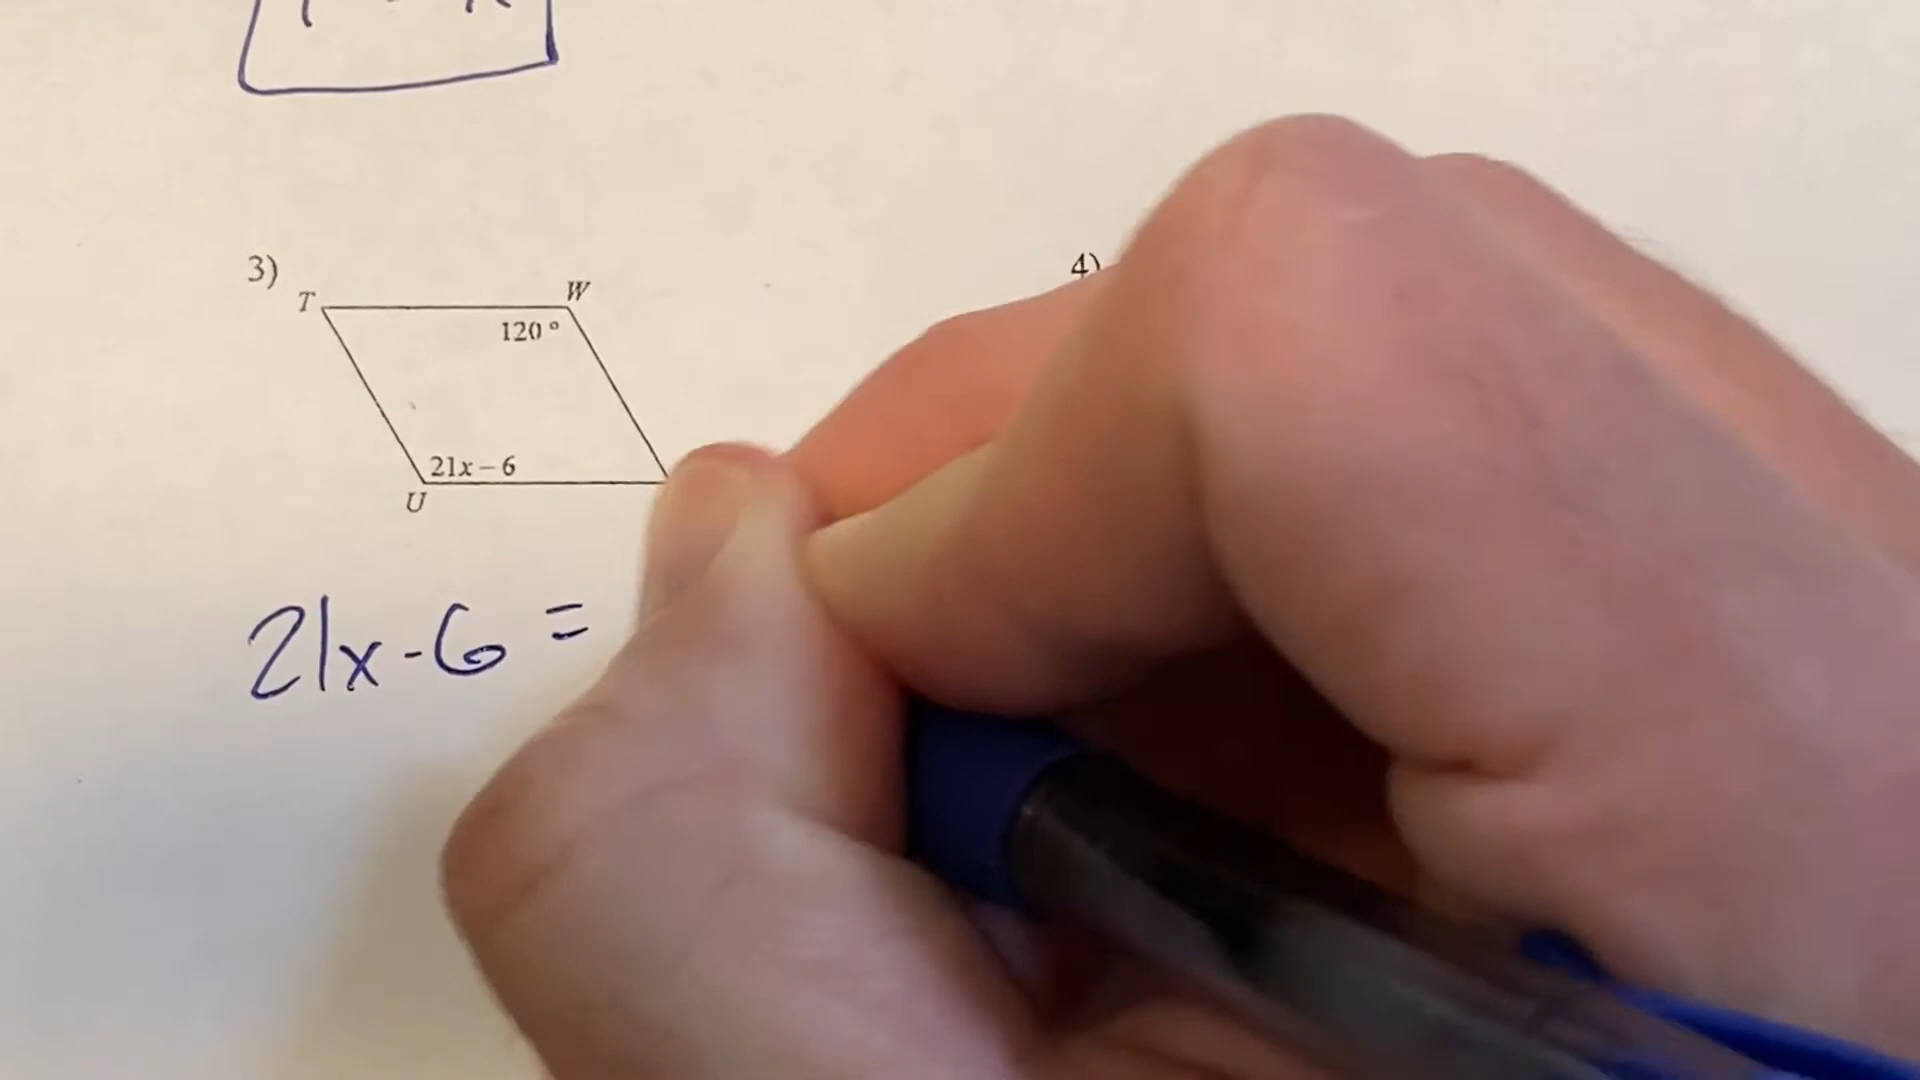 3)
T
W
120°
4)
21x – 6
U
21x - 6 =